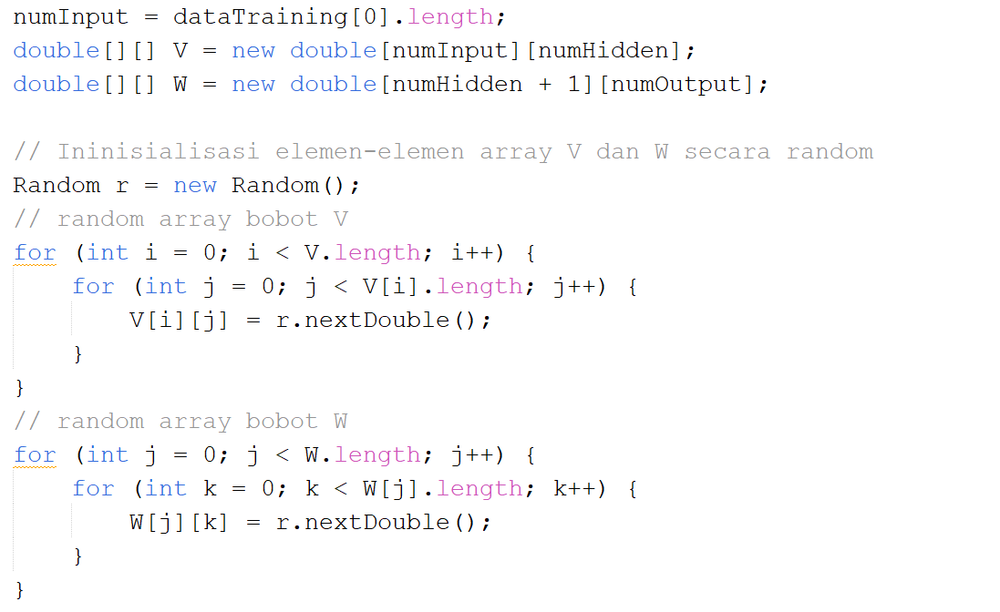 numInput = dataTraining[0].length;
double[][] V = new double[numInput][numHidden];
double[][] W = new double[numHidden + 1][numOutput];
// Ininisialisasi elemen-elemen array V dan W secara random
Random r = new Random();
// random array bobot V
for (int i = 0; i < V.length; i++) {
for (int j = 0; j < V[i].length; j++) {
V[i][j] = r.nextDouble();
}
}
// random array bobot W
for (int j = 0; j < W.length; j++) {
for (int k = 0; k < W[j].length; k++) {
W[j][k] = r.nextDouble();
}
}